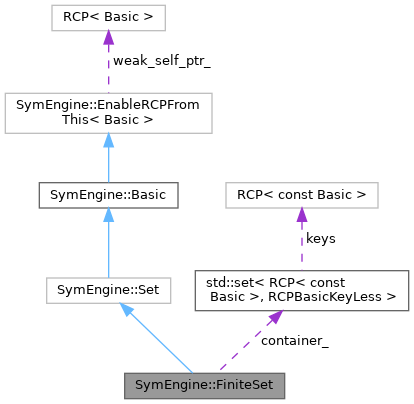 RCP< Basic >
weak_self_ptr_
SymEngine::EnableRCPFrom
This< Basic >
SymEngine::Basic
RCP< const Basic >
keys
SymEngine::Set
std::set< RCP< const
Basic >, RCPBasicKeyLess >
container_
SymEngine::FiniteSet